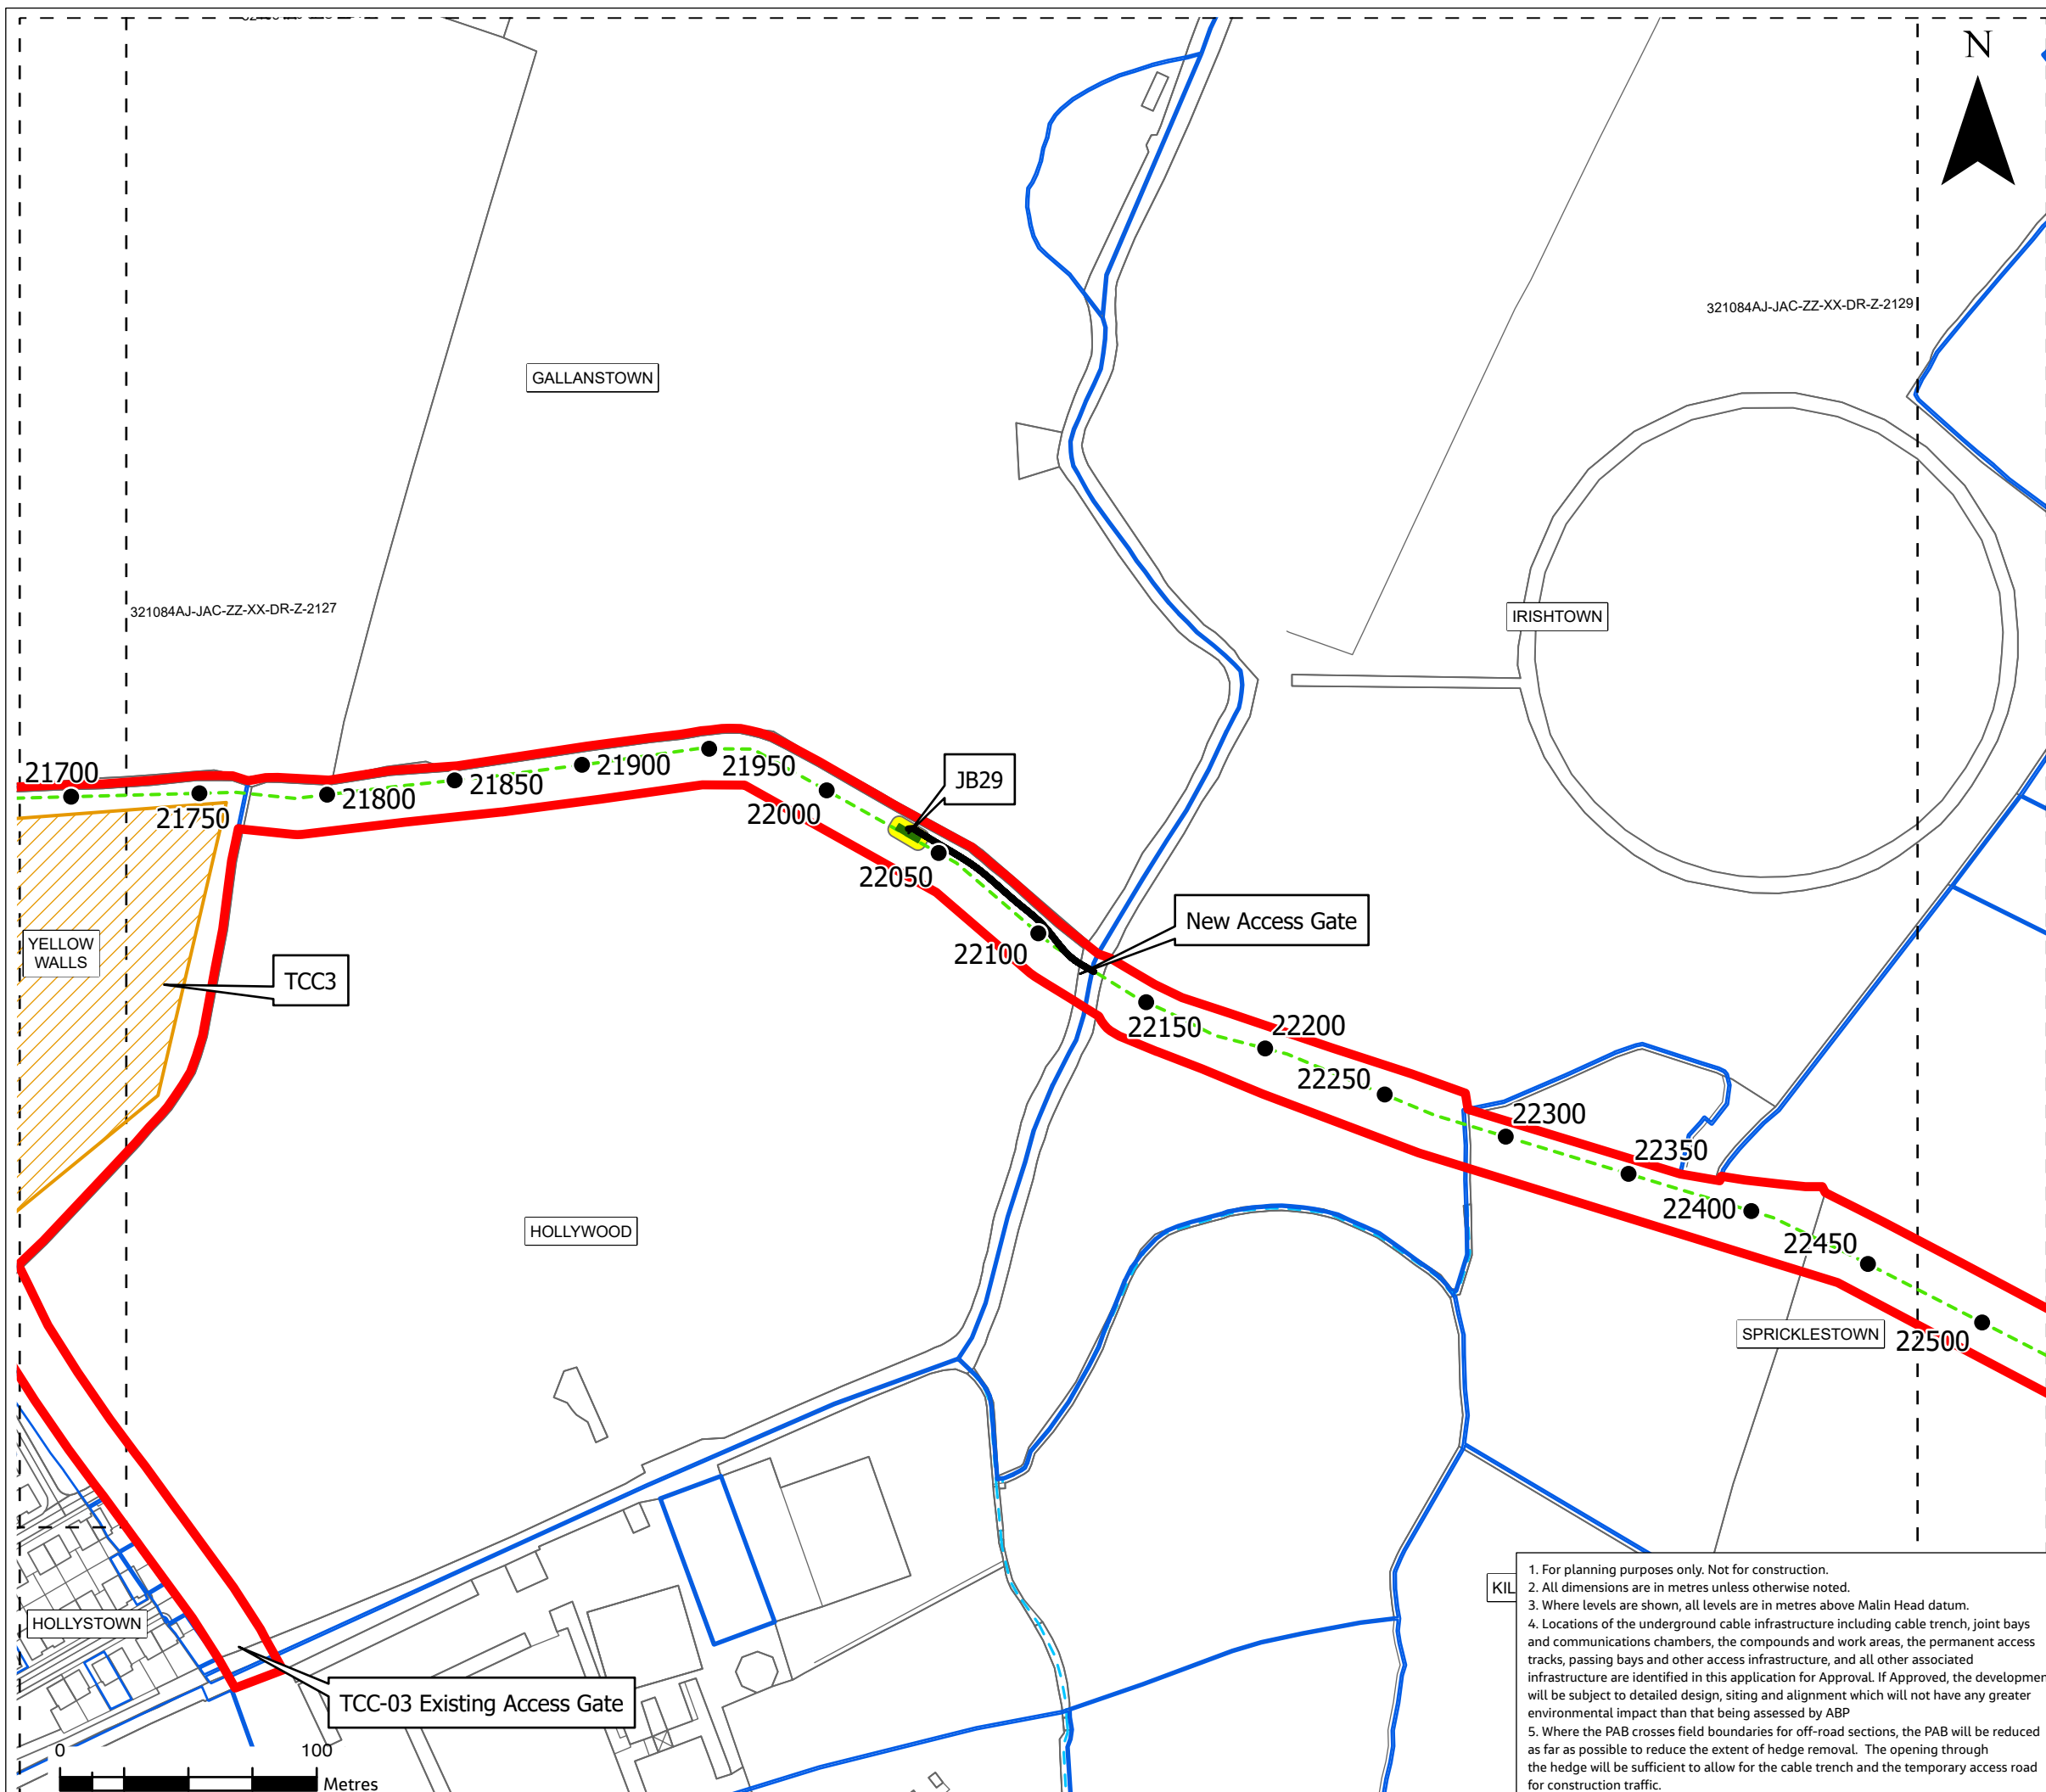 N
321084AJ-JAC-ZZ-XX-DR-Z-2129
GALLANSTOWN
321084AJ-JAC-ZZ-XX-DR-Z-2127
IRISHTOWN
21700
21750
21800
21850
21900
21950
22000
JB29
22050
22100
New Access Gate
YELLOW
WALLS
TCC3
22150
22200
22250
22300
22350
22400
22450
22500
HOLLYWOOD
SPRICKLESTOWN
HOLLYSTOWN
TCC-03 Existing Access Gate
0
100
Metres
KIL
1. For planning purposes only. Not for construction.
2. All dimensions are in metres unless otherwise noted.
3. Where levels are shown, all levels are in metres above Malin Head datum.
4. Locations of the underground cable infrastructure including cable trench, joint bays
and communications chambers, the compounds and work areas, the permanent access
tracks, passing bays and other access infrastructure, and all other associated
infrastructure are identified in this application for Approval. If Approved, the developmen
will be subject to detailed design, siting and alignment which will not have any greater
environmental impact than that being assessed by ABP
5. Where the PAB crosses field boundaries for off-road sections, the PAB will be reduced
as far as possible to reduce the extent of hedge removal. The opening through
the hedge will be sufficient to allow for the cable trench and the temporary access road
for construction traffic.